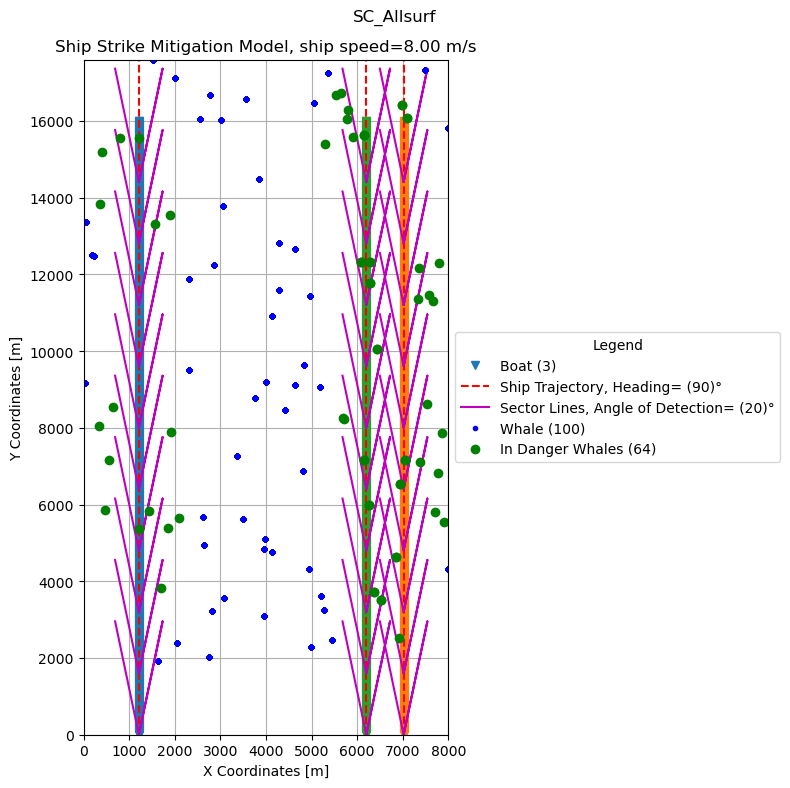 SC_Allsurf
Ship Strike Mitigation Model, ship speed=8.00 m/s
16000
14000
12000
10000
8000
6000
4000
2000
0
Y Coordinates [m]
0 1000 2000 3000 4000 5000 6000 7000 8000
X Coordinates [m]
Legend
Boat (3)
Ship Trajectory, Heading= (90)°
Sector Lines, Angle of Detection= (20)°
Whale (100)
In Danger Whales (64)